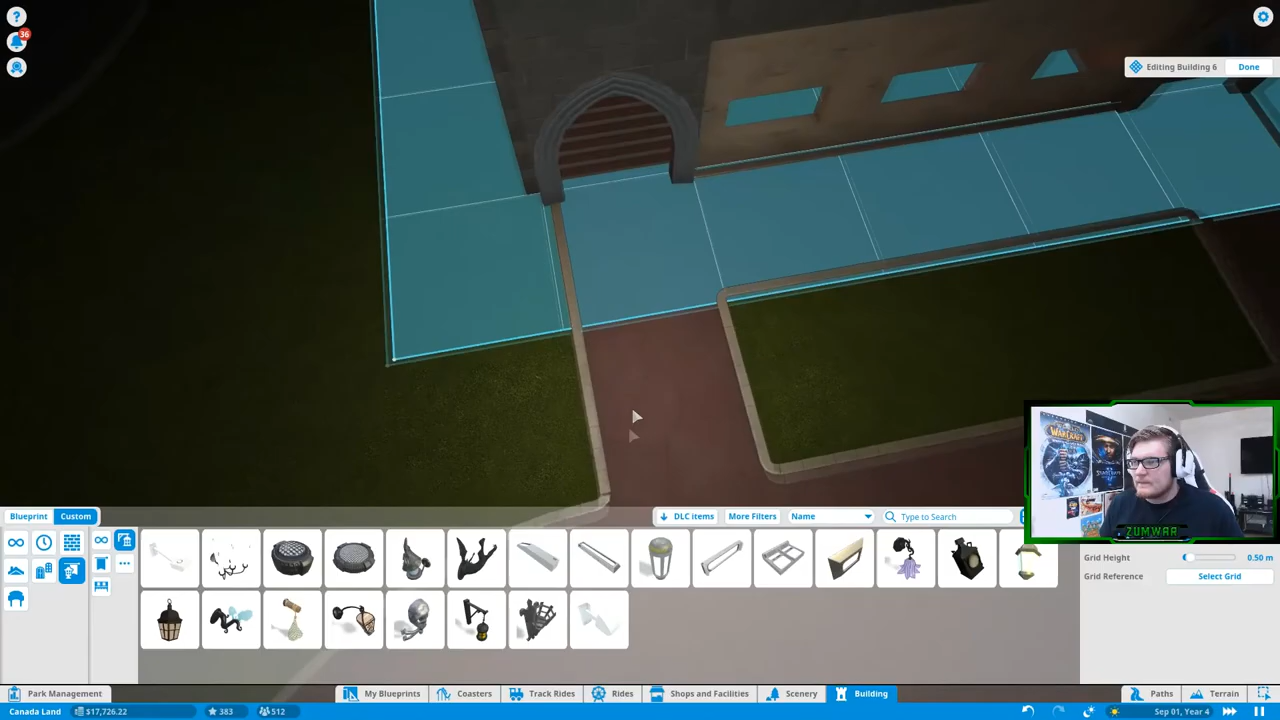 ?
36
Editing Building 6 Done
WARCRAFT
STARCRAFT
ZUMWAR
Blueprint Custom DLC items More Filters Name Type to Search
Grid Height 0.50 m
Grid Reference Select Grid
Park Management My Blueprints Coasters Track Rides Rides Shops and Facilities Scenery Building Paths Terrain
Canada Land $17,726.22 383 512 Sep 01, Year 4